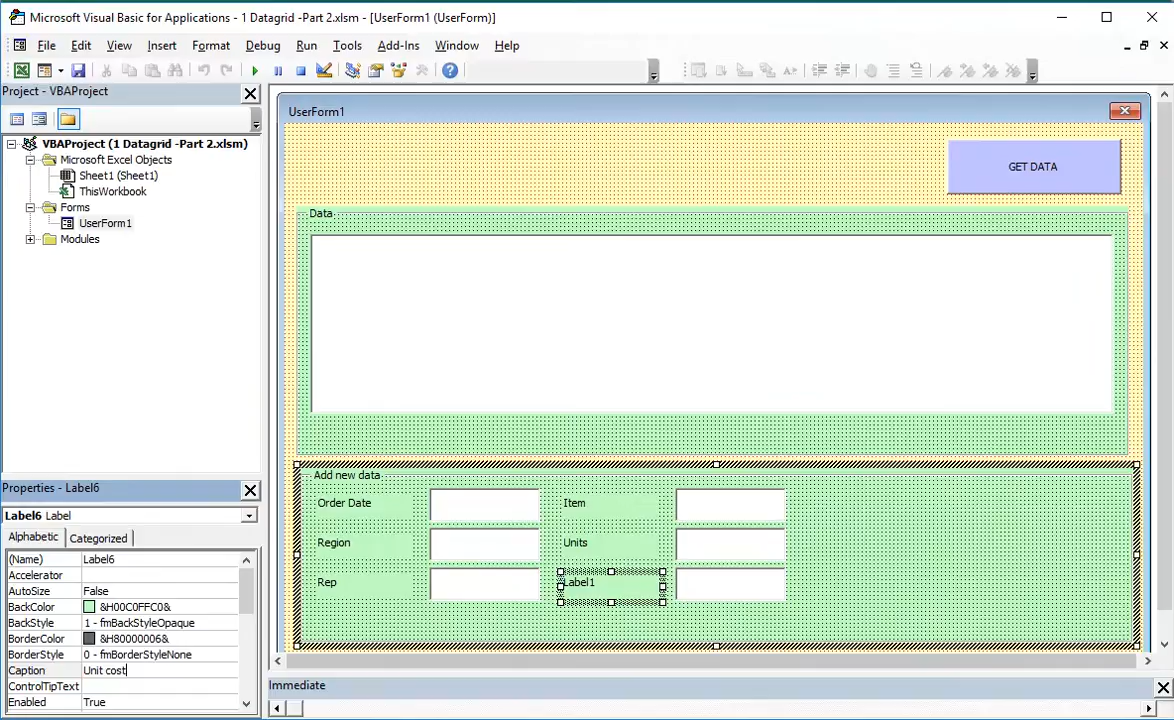 Microsoft Visual Basic for Applications - 1 Datagrid -Part 2.xlsm - [UserForm1 (UserForm)]
File Edit View Insert Format Debug Run Tools Add-Ins Window Help
Project - VBAProject
VBAProject (1 Datagrid -Part 2.xlsm)
Microsoft Excel Objects
Sheet1 (Sheet1)
ThisWorkbook
Forms
UserForm1
Modules
Properties - Label6
Label6 Label
Alphabetic Categorized
(Name) Label6
Accelerator
AutoSize False
BackColor &H00C0FFC0&
BackStyle 1 - fmBackStyleOpaque
BorderColor &H80000006&
BorderStyle 0 - fmBorderStyleNone
Caption Unit cost
ControlTipText
Enabled True
UserForm1
GET DATA
Data
Add new data
Order Date Item
Region Units
Rep Label1
Immediate